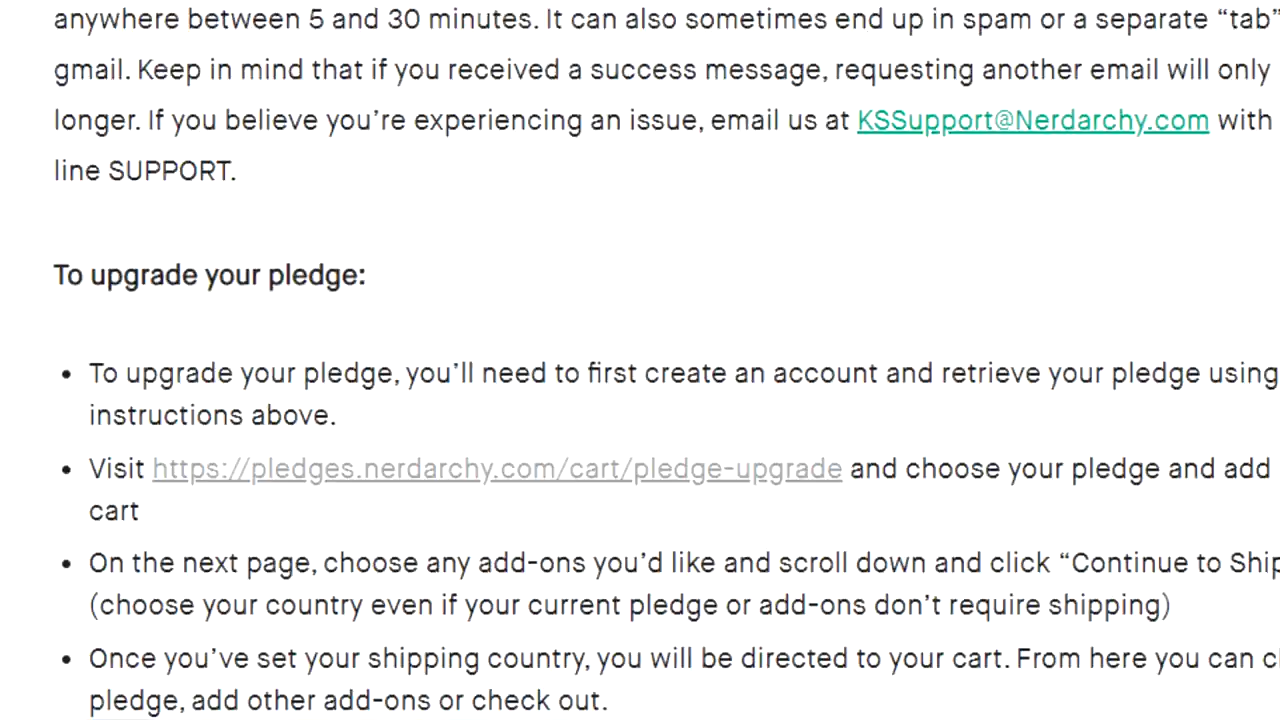 anywhere between 5 and 30 minutes. It can also sometimes end up in spam or a separate “tab”
gmail. Keep in mind that if you received a success message, requesting another email will only
longer. If you believe you’re experiencing an issue, email us at KSSupport@Nerdarchy.com with
line SUPPORT.
To upgrade your pledge:
• To upgrade your pledge, you’ll need to first create an account and retrieve your pledge using
instructions above.
• Visit https://pledges.nerdarchy.com/cart/pledge-upgrade and choose your pledge and add
cart
• On the next page, choose any add-ons you’d like and scroll down and click “Continue to Ship
(choose your country even if your current pledge or add-ons don’t require shipping)
• Once you’ve set your shipping country, you will be directed to your cart. From here you can
pledge, add other add-ons or check out.